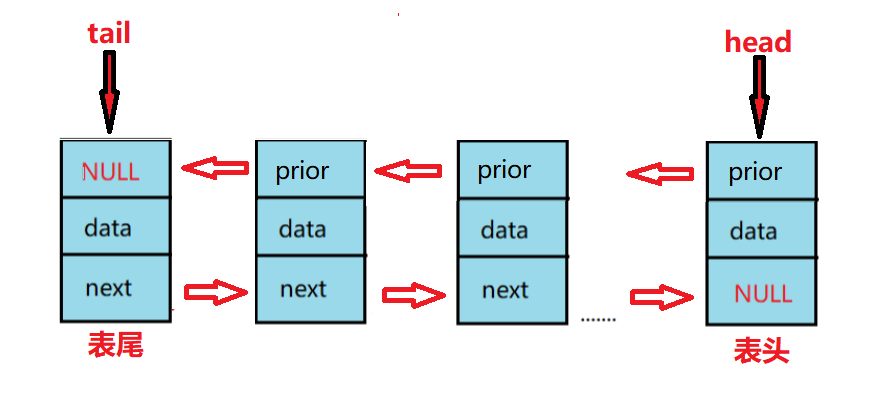 tail
head
NULL
prior
prior
prior
data
data
data
data
next
next
next
.......
NULL
表尾
表头